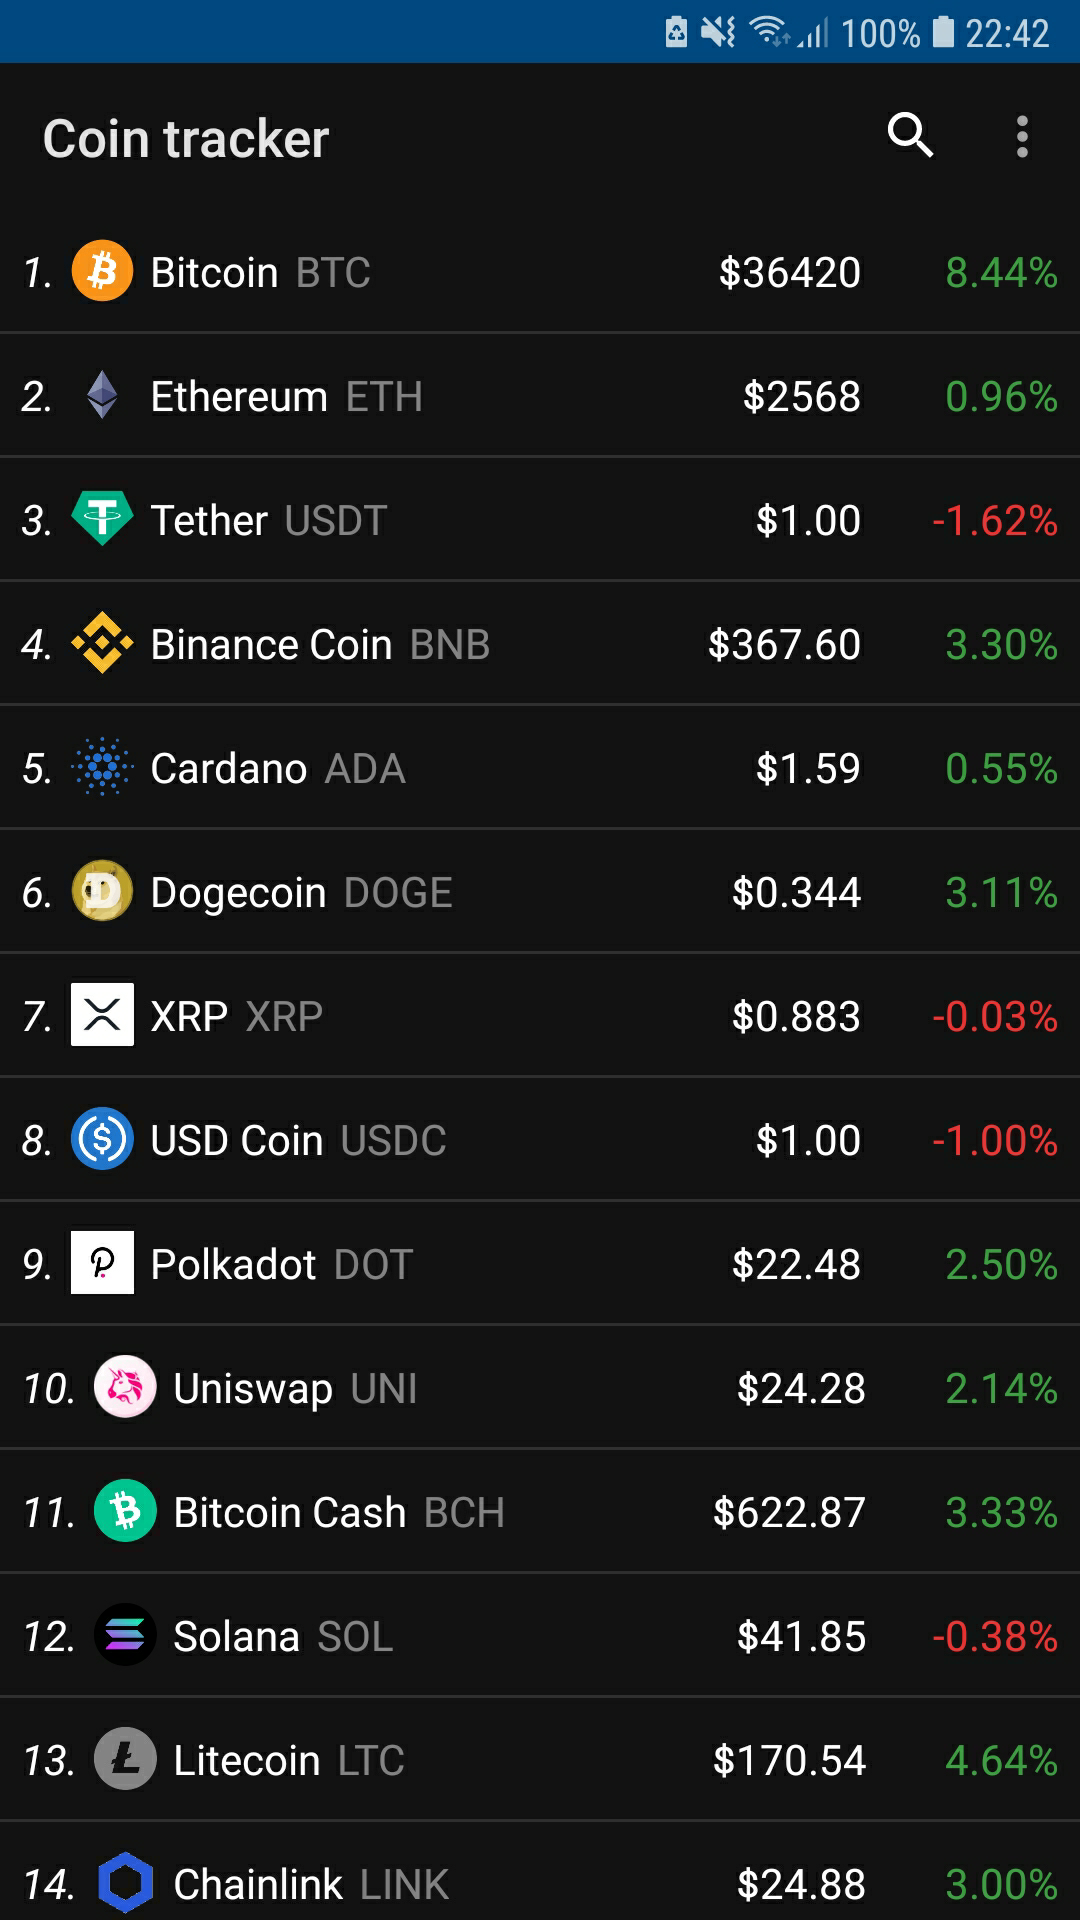 100% 22:42
Coin tracker
1. Bitcoin BTC $36420 8.44%
2. Ethereum ETH $2568 0.96%
3. Tether USDT $1.00 -1.62%
4. Binance Coin BNB $367.60 3.30%
5. Cardano ADA $1.59 0.55%
6. Dogecoin DOGE $0.344 3.11%
7. XRP XRP $0.883 -0.03%
8. USD Coin USDC $1.00 -1.00%
9. Polkadot DOT $22.48 2.50%
10. Uniswap UNI $24.28 2.14%
11. Bitcoin Cash BCH $622.87 3.33%
12. Solana SOL $41.85 -0.38%
13. Litecoin LTC $170.54 4.64%
14. Chainlink LINK $24.88 3.00%